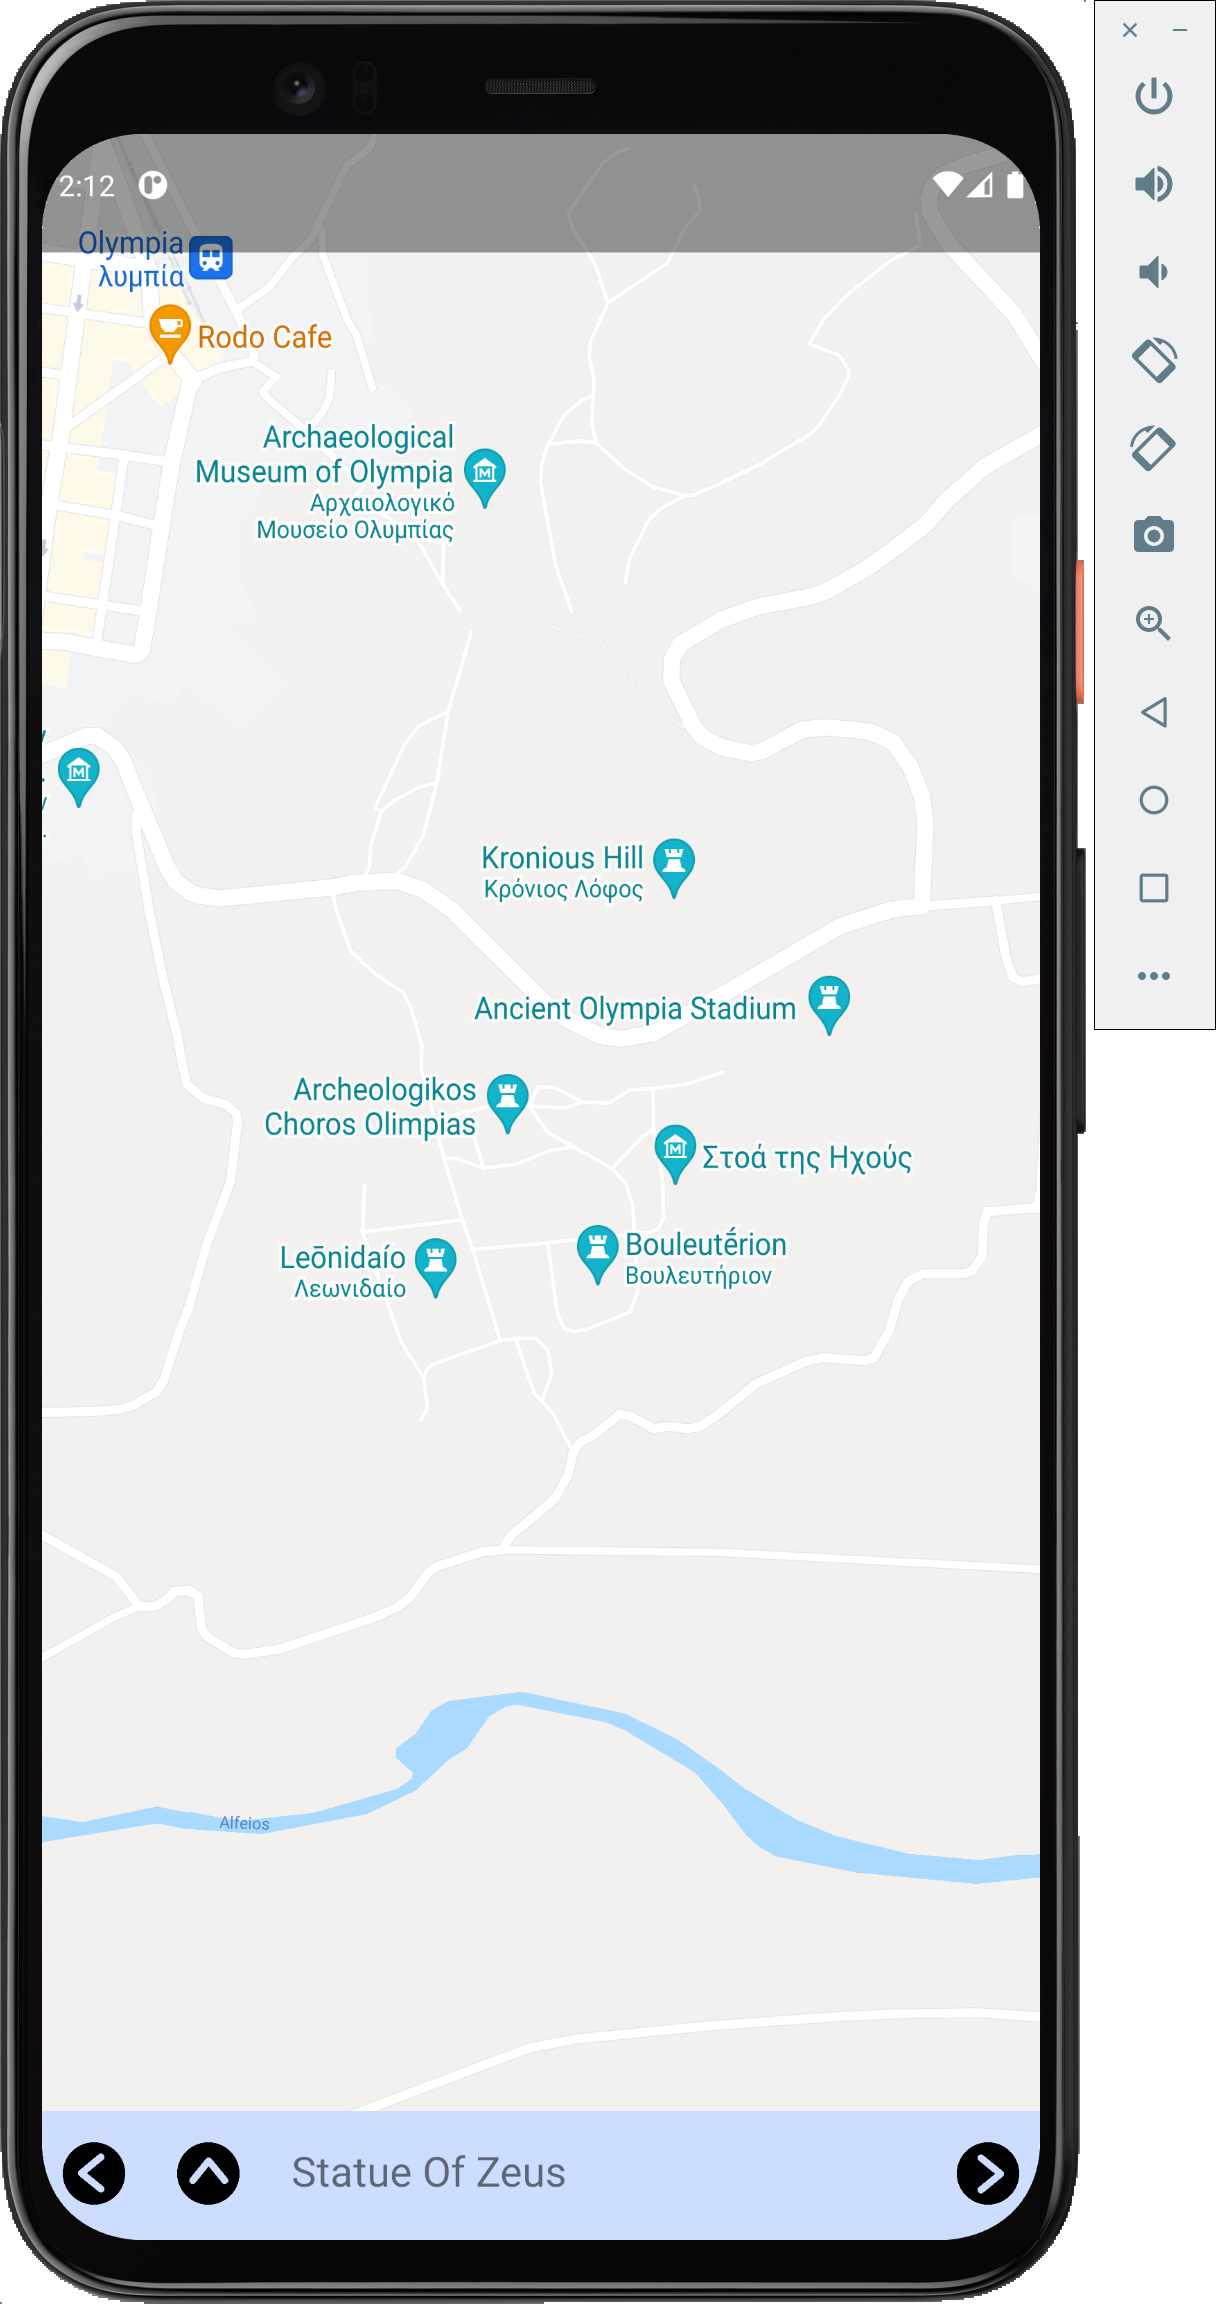 2:12
Olympia
λυμπία
Rodo Cafe
Archaeological
Museum of Olympia
Αρχαιολογικό
Μουσείο Ολυμπίας
Kronious Hill
Κρόνιος Λόφος
Ancient Olympia Stadium
Archeologikos
Choros Olimpias
Στοά της Ηχούς
Bouleutḗrion
Βουλευτήριον
Leōnidaío
Λεωνιδαίο
Alfeios
Statue Of Zeus